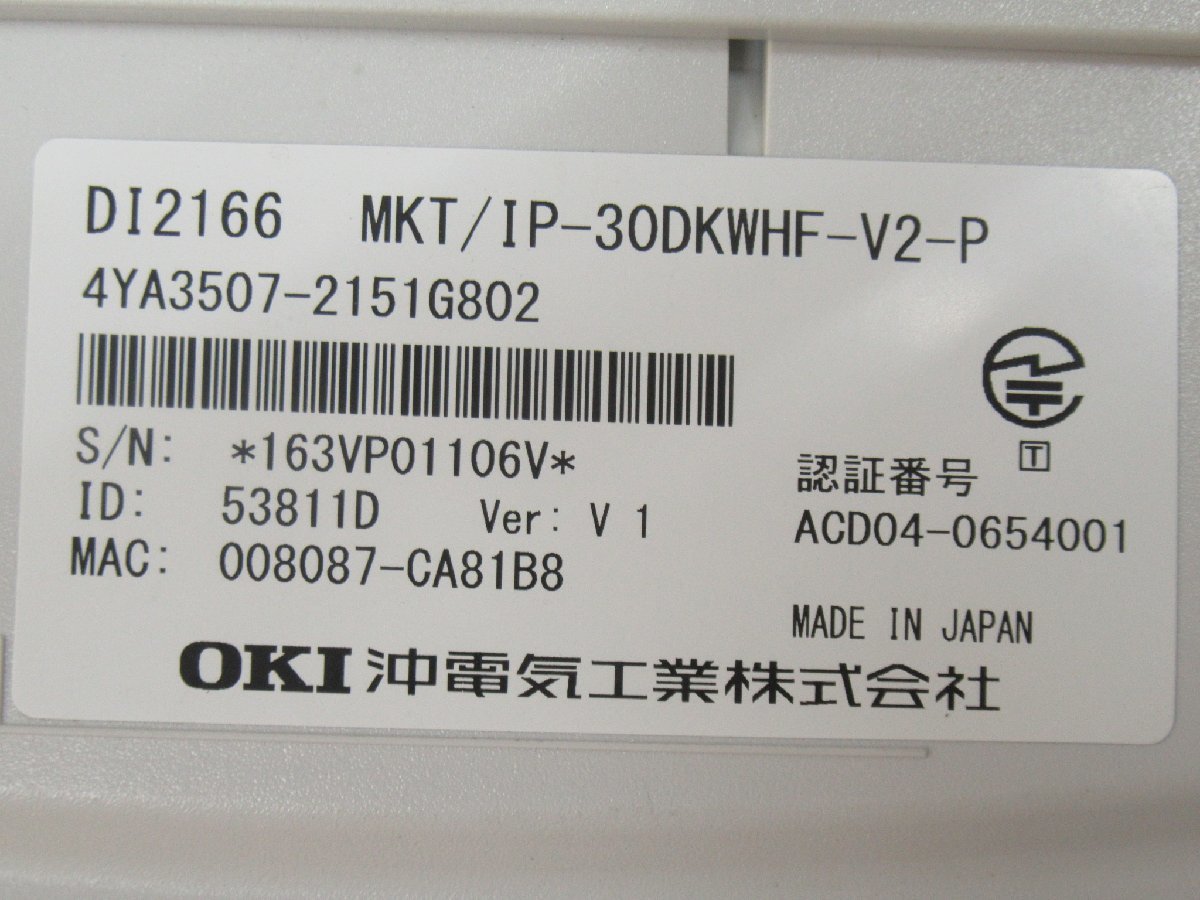 DI2166 MKT/IP-30DKWHF-V2-P
4YA3507-2151G802
S/N: *163VP01106V*
ID: 53811D Ver: V 1
MAC: 008087-CA81B8
T
認証番号
ACD04-0654001
MADE IN JAPAN
OKI 沖電気工業株式会社